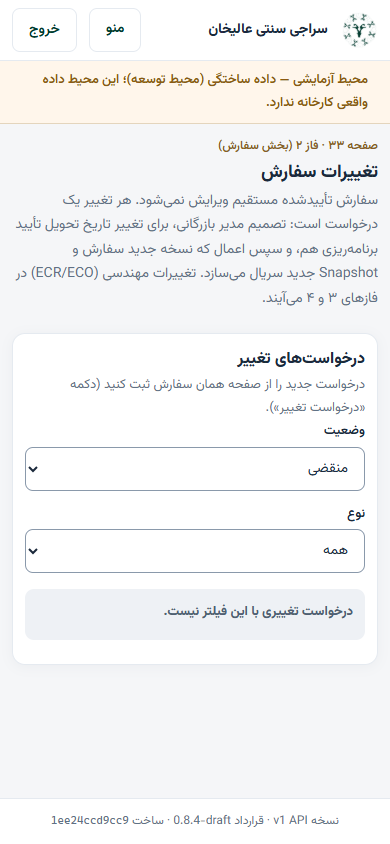 سراجی سنتی عالیخان
منو
خروج
محیط آزمایشی — داده ساختگی (محیط توسعه)؛ این محیط داده
واقعی کارخانه ندارد.
صفحه ۳۳ · فاز ۲ (بخش سفارش)
تغییرات سفارش
سفارش تأییدشده مستقیم ویرایش نمی‌شود. هر تغییر یک
درخواست است: تصمیم مدیر بازرگانی، برای تغییر تاریخ تحویل تأیید
برنامه‌ریزی هم، و سپس اعمال که نسخه جدید سفارش و
Snapshot جدید سریال می‌سازد. تغییرات مهندسی (ECR/ECO) در
فازهای ۳ و ۴ می‌آیند.
درخواست‌های تغییر
درخواست جدید را از صفحه همان سفارش ثبت کنید (دکمه
«درخواست تغییر»).
وضعیت
منقضی
نوع
همه
درخواست تغییری با این فیلتر نیست.
نسخه v1 API · قرارداد 0.8.4-draft · ساخت 1ee24ccd9cc9